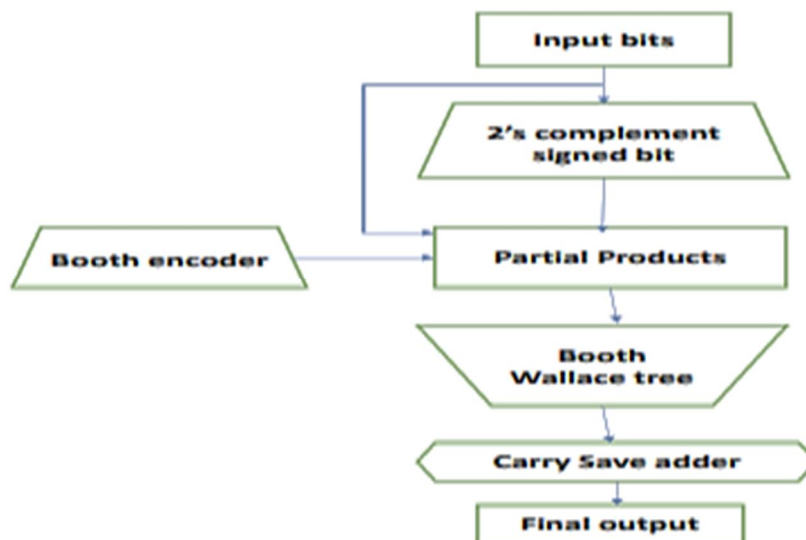 Input bits
2's complement
signed bit
Booth encoder
Partial Products
Booth
Wallace tree
Carry Save adder
Final output